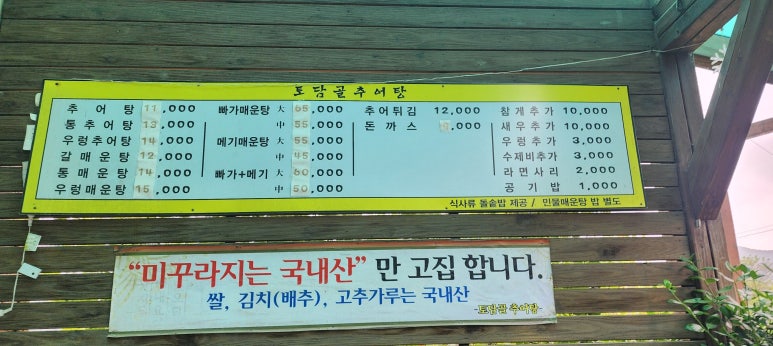 토담골추어탕
추어탕 11,000 빠가매운탕 大 65,000 추어튀김 12,000 참게추가 10,000
통추어탕 13,000 中 55,000 돈까스 ,000 새우추가 10,000
우렁추어탕 14,000 메기매운탕 大 55,000 우렁추가 3,000
갈매운탕 12,000 中 45,000 수제비추가 3,000
통매운탕 14,000 빠가+메기 大 60,000 라면사리 2,000
우렁매운탕 15,000 中 50,000 공기밥 1,000
식사류 돌솥밥 제공 / 민물매운탕 밥 별도
"미꾸라지는 국내산" 만 고집 합니다.
쌀, 김치(배추), 고추가루는 국내산
-토담골 추어탕-